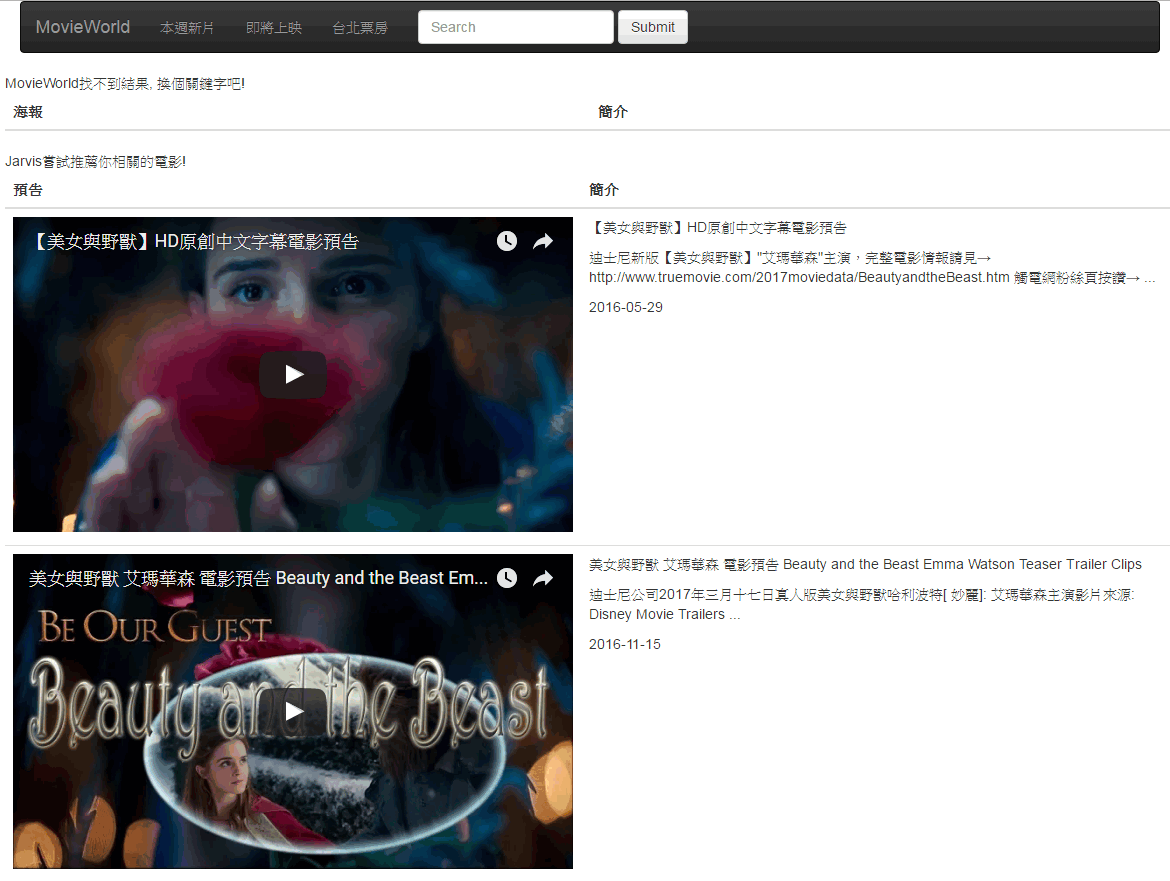 MovieWorld 本週新片 即將上映 台北票房 Search Submit
MovieWorld找不到結果, 換個關鍵字吧!
海報 簡介
Jarvis嘗試推薦你相關的電影!
預告 簡介
【美女與野獸】HD原創中文字幕電影預告
【美女與野獸】HD原創中文字幕電影預告
迪士尼新版【美女與野獸】"艾瑪華森"主演，完整電影情報請見→
http://www.truemovie.com/2017moviedata/BeautyandtheBeast.htm 觸電網粉絲頁按讚→ ...
2016-05-29
美女與野獸 艾瑪華森 電影預告 Beauty and the Beast Em...
BE OUR GUEST
Beauty and the Beast
美女與野獸 艾瑪華森 電影預告 Beauty and the Beast Emma Watson Teaser Trailer Clips
迪士尼公司2017年三月十七日真人版美女與野獸哈利波特[ 妙麗]: 艾瑪華森主演影片來源:
Disney Movie Trailers ...
2016-11-15